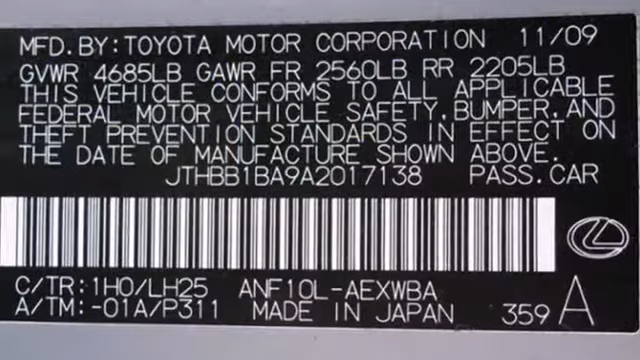 MFD.BY:TOYOTA MOTOR CORPORATION 11/09
GVWR 4685LB GAWR FR 2560LB RR 2205LB
THIS VEHICLE CONFORMS TO ALL APPLICABLE
FEDERAL MOTOR VEHICLE SAFETY,BUMPER,AND
THEFT PREVENTION STANDARDS IN EFFECT ON
THE DATE OF MANUFACTURE SHOWN ABOVE.
JTHBB1BA9A2017138 PASS.CAR
C/TR:1H0/LH25 ANF10L-AEXWBA
A/TM:-01A/P311 MADE IN JAPAN 359 A